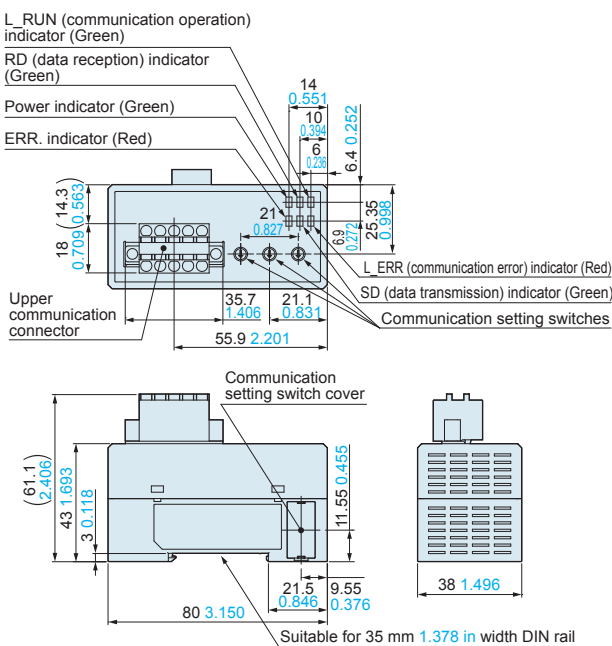 L_RUN (communication operation)
indicator (Green)
RD (data reception) indicator
(Green)
Power indicator (Green)
ERR. indicator (Red)
14
0.551
10
0.394
6
0.236
6.4 0.252
(14.3)
0.563
18
0.709
21
0.827
6.9
0.272
25.35
0.998
L_ERR (communication error) indicator (Red)
SD (data transmission) indicator (Green)
Communication setting switches
Upper
communication
connector
35.7
1.406
21.1
0.831
55.9 2.201
Communication
setting switch cover
(61.1)
2.406
43 1.693
3 0.118
11.55 0.455
21.5
0.846
9.55
0.376
80 3.150
38 1.496
Suitable for 35 mm 1.378 in width DIN rail